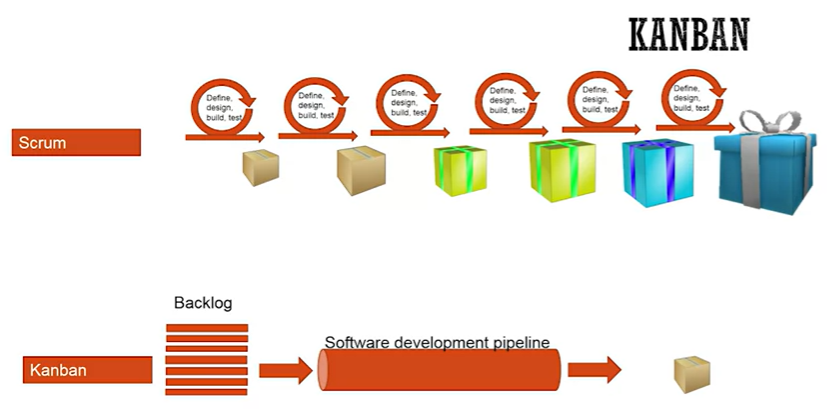 KANBAN
Define,
design,
build, test
Define,
design,
build, test
Define,
design,
build, test
Define,
design,
build, test
Define,
design,
build, test
Define,
design,
build, test
Scrum
Backlog
Software development pipeline
Kanban